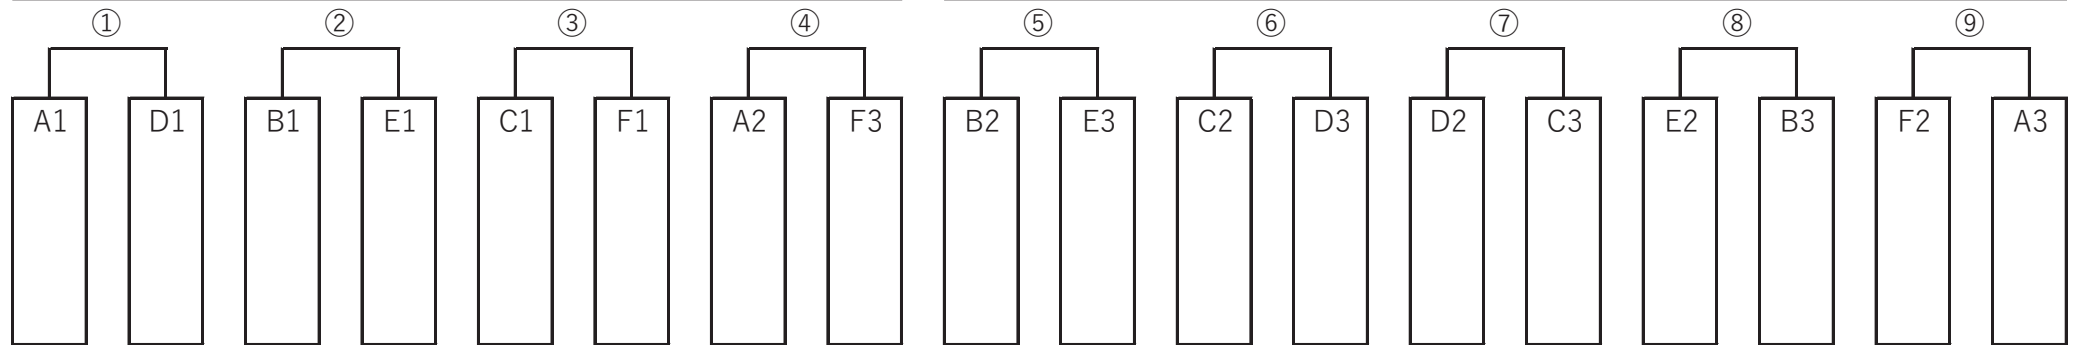 ① ② ③ ④ ⑤ ⑥ ⑦ ⑧ ⑨
A1 D1 B1 E1 C1 F1 A2 F3 B2 E3 C2 D3 D2 C3 E2 B3 F2 A3